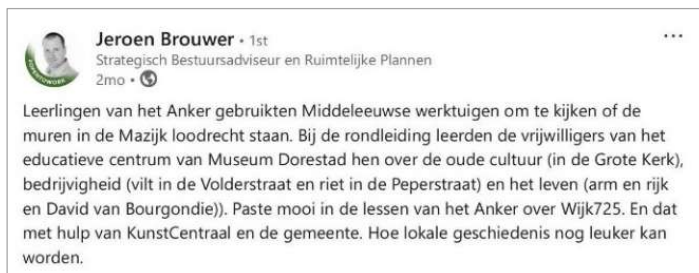 Jeroen Brouwer • 1st
Strategisch Bestuursadviseur en Ruimtelijke Plannen
2mo •
Leerlingen van het Anker gebruikten Middeleeuwse werktuigen om te kijken of de
muren in de Mazijk loodrecht staan. Bij de rondleiding leerden de vrijwilligers van het
educatieve centrum van Museum Dorestad hen over de oude cultuur (in de Grote Kerk),
bedrijvigheid (vilt in de Volderstraat en riet in de Peperstraat) en het leven (arm en rijk
en David van Bourgondie)). Paste mooi in de lessen van het Anker over Wijk725. En dat
met hulp van KunstCentraal en de gemeente. Hoe lokale geschiedenis nog leuker kan
worden.